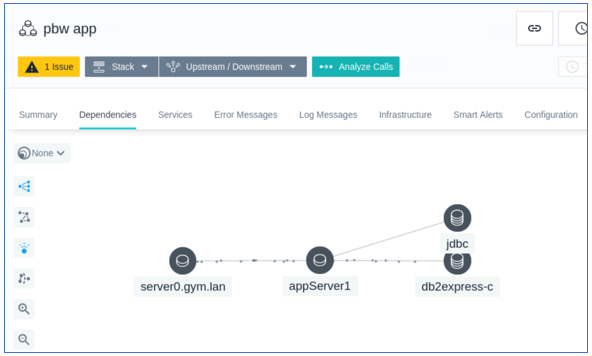 pbw app
1 Issue
Stack
Upstream / Downstream
Analyze Calls
Summary
Dependencies
Services
Error Messages
Log Messages
Infrastructure
Smart Alerts
Configuration
None
jdbc
server0.gym.lan
appServer1
db2express-c